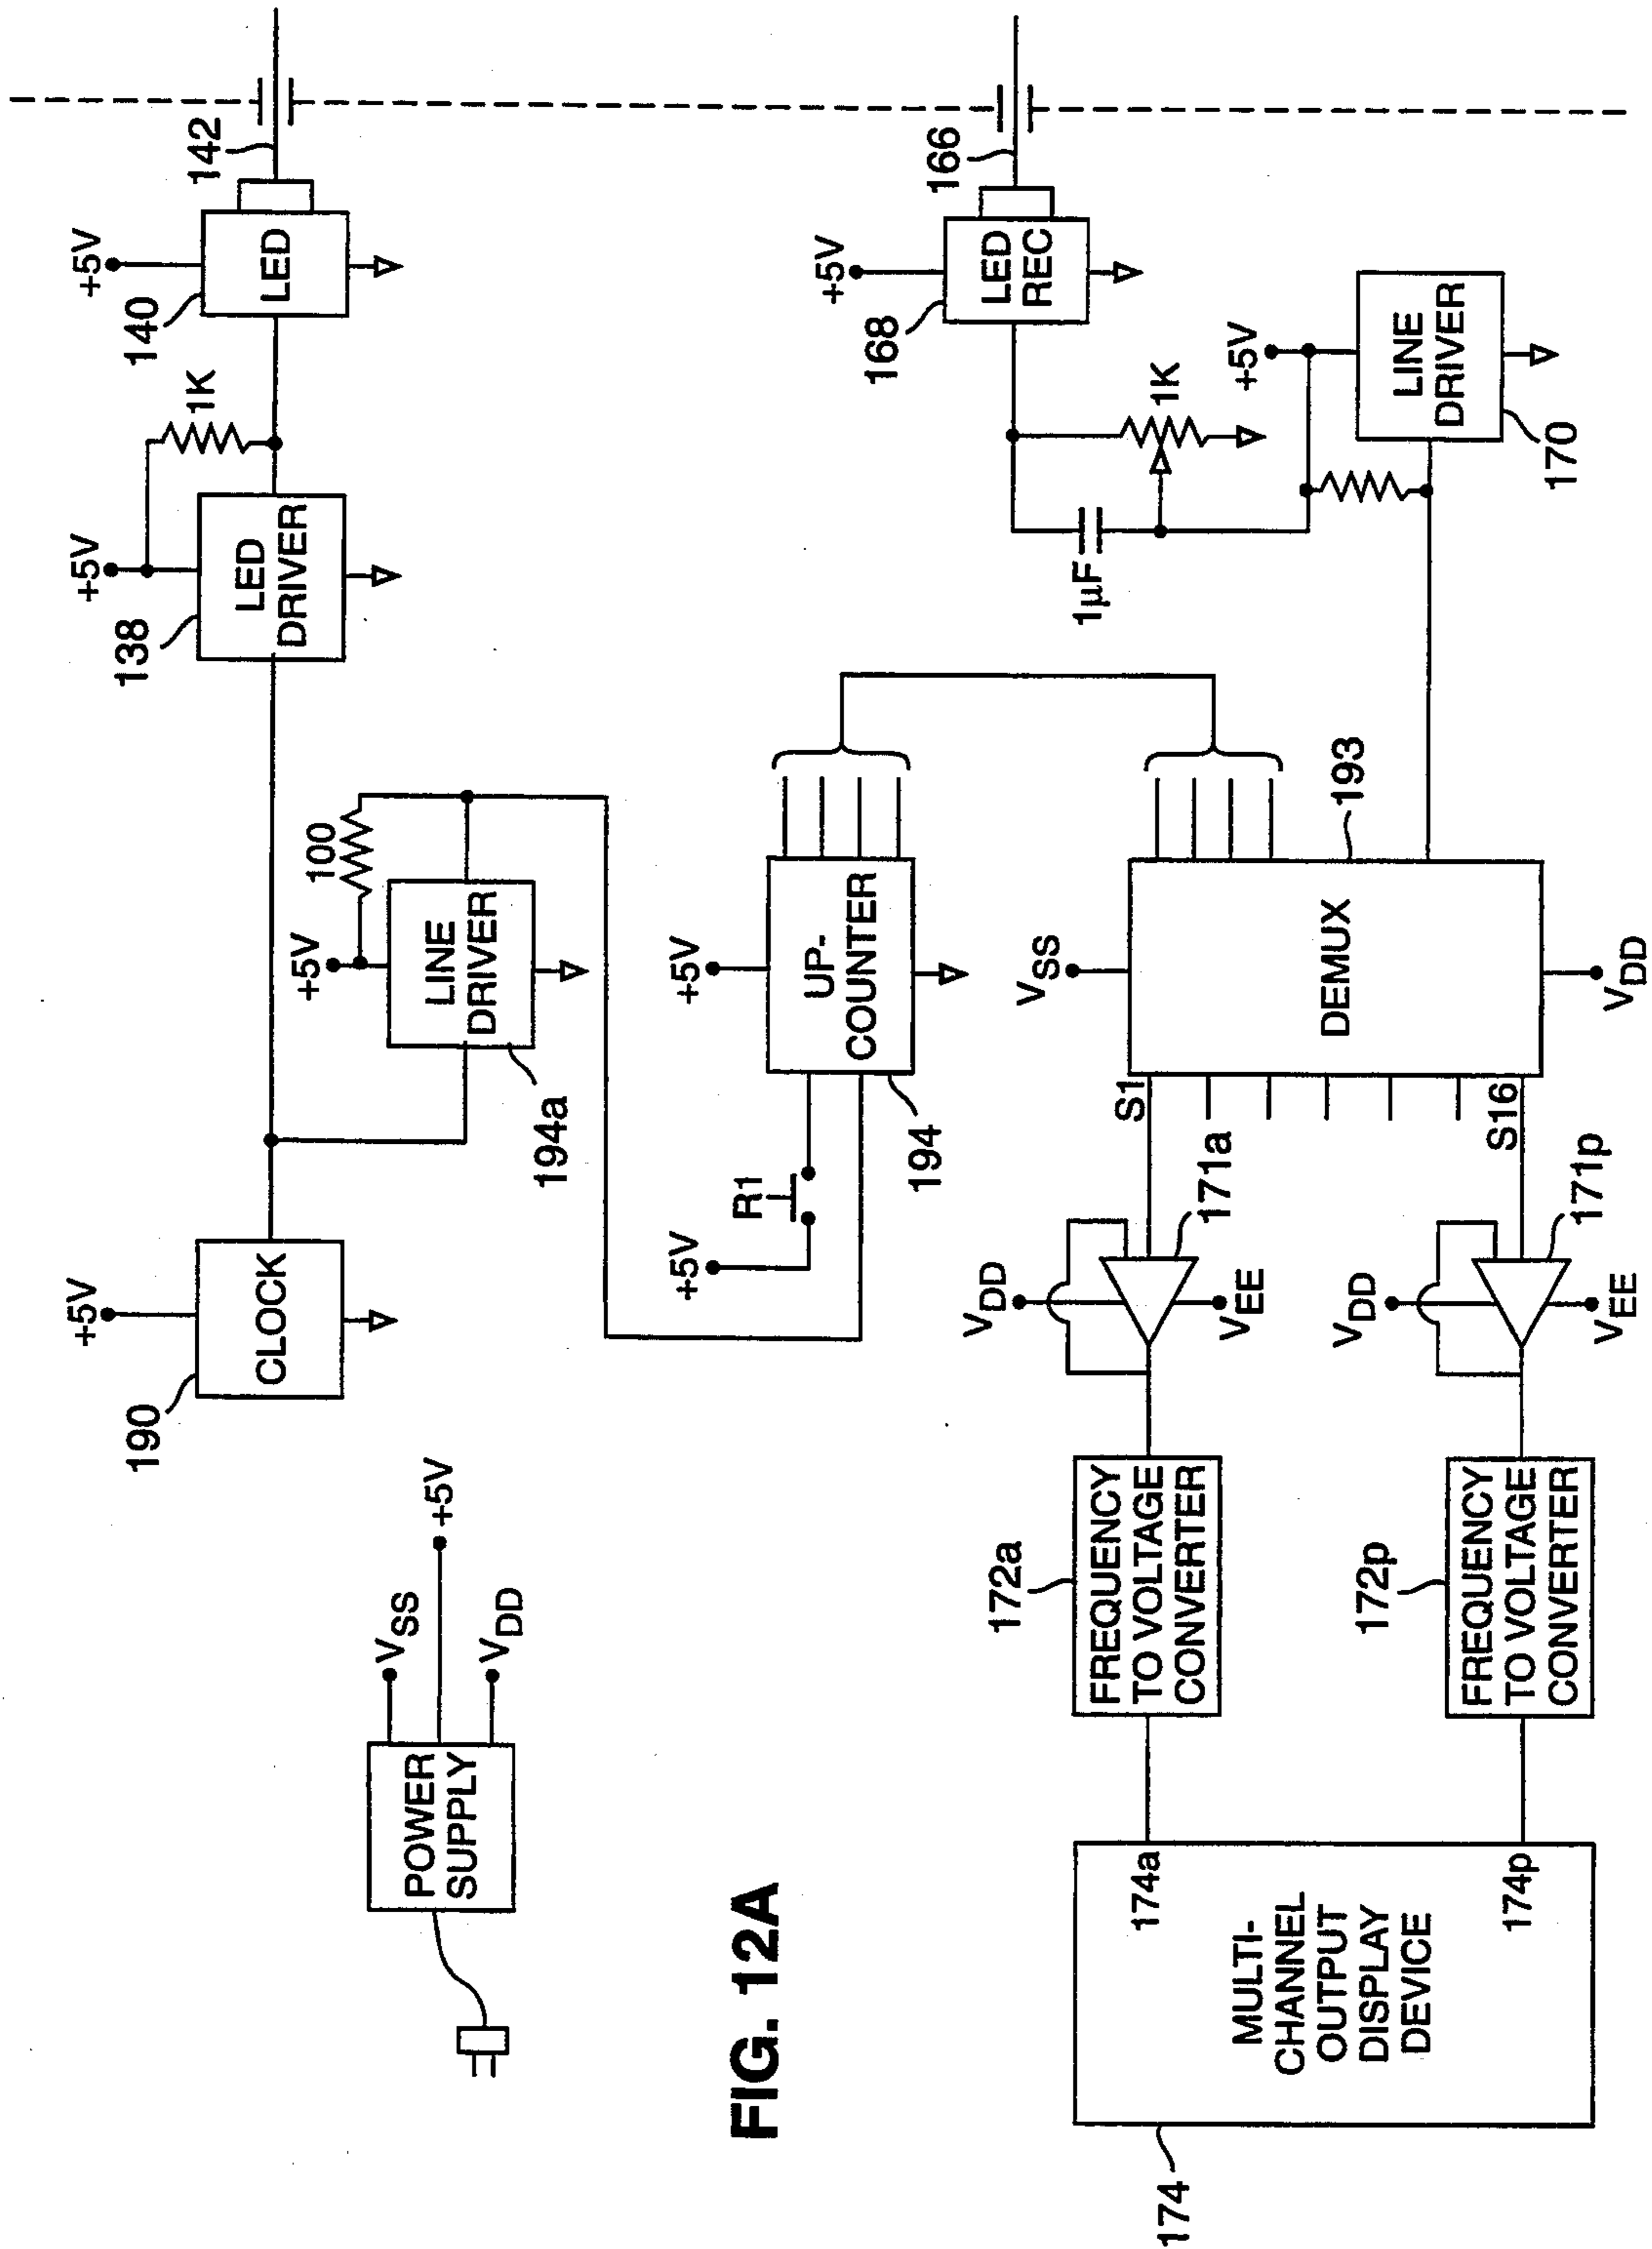 +5V
190
CLOCK
+5V
138
LED
DRIVER
1K
+5V
140
LED
142
POWER
SUPPLY
VSS
+5V
VDD
+5V
100
LINE
DRIVER
194a
+5V
R1
+5V
UP-
COUNTER
194
+5V
168
LED
REC
166
1µF
1K
+5V
LINE
DRIVER
170
FIG. 12A
174
MULTI-
CHANNEL
OUTPUT
DISPLAY
DEVICE
174a
174p
172a
FREQUENCY
TO VOLTAGE
CONVERTER
172p
FREQUENCY
TO VOLTAGE
CONVERTER
VDD
VEE
171a
VDD
VEE
171p
S1
S16
VSS
DEMUX
193
VDD